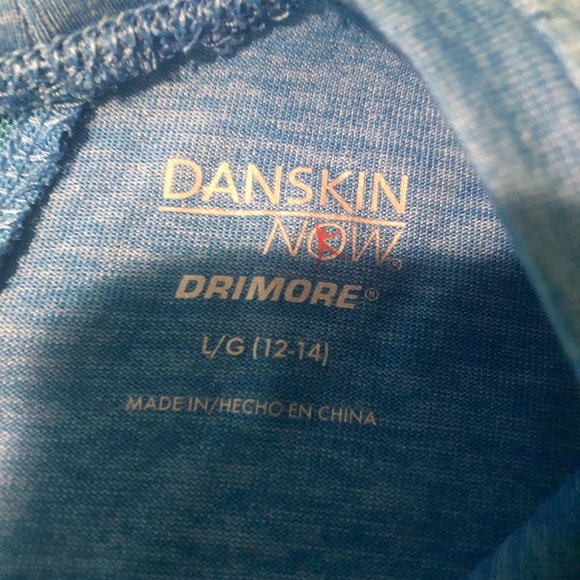 DANSKIN
NOW®
DRIMORE®
L/G (12-14)
MADE IN/HECHO EN CHINA